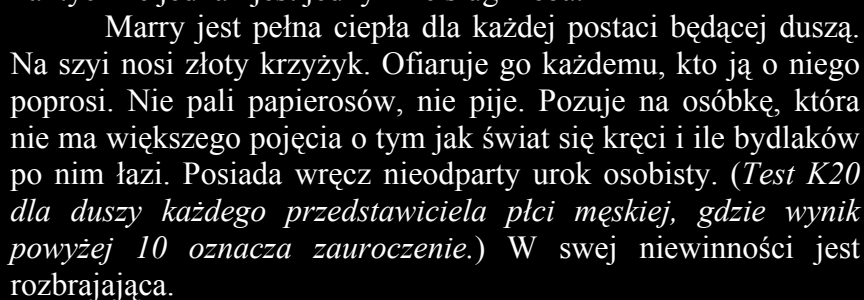 Marry jest pełna ciepła dla każdej postaci będącej duszą.
Na szyi nosi złoty krzyżyk. Ofiaruje go każdemu, kto ją o niego
poprosi. Nie pali papierosów, nie pije. Pozuje na osóbkę, która
nie ma większego pojęcia o tym jak świat się kręci i ile bydlaków
po nim łazi. Posiada wręcz nieodparty urok osobisty. (Test K20
dla duszy każdego przedstawiciela płci męskiej, gdzie wynik
powyżej 10 oznacza zauroczenie.) W swej niewinności jest
rozbrajająca.